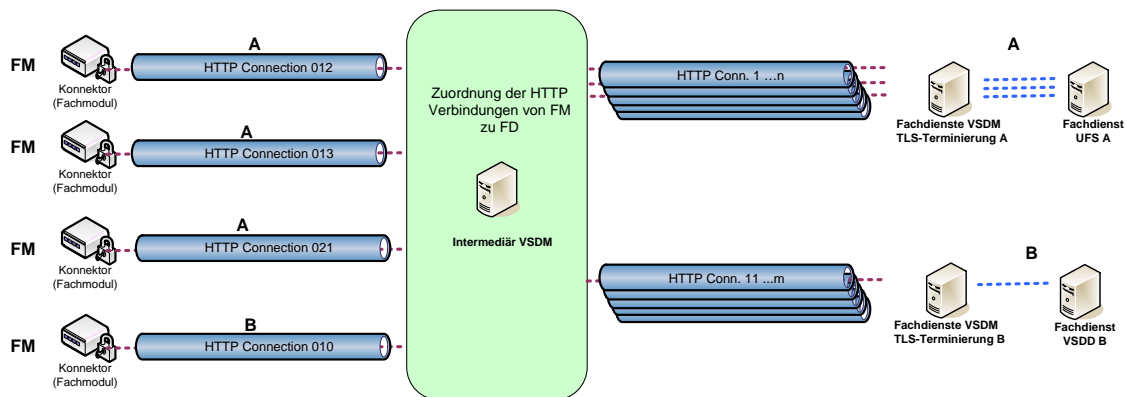 A
FM
HTTP Connection 012
Konnektor
(Fachmodul)
A
FM
HTTP Connection 013
Konnektor
(Fachmodul)
A
FM
HTTP Connection 021
Konnektor
(Fachmodul)
B
FM
HTTP Connection 010
Konnektor
(Fachmodul)
Zuordnung der HTTP
Verbindungen von FM
zu FD
Intermediär VSDM
HTTP Conn. 1 ...n
A
Fachdienste VSDM
TLS-Terminierung A
Fachdienst
UFS A
HTTP Conn. 11 ...m
B
Fachdienste VSDM
TLS-Terminierung B
Fachdienst
VSDD B